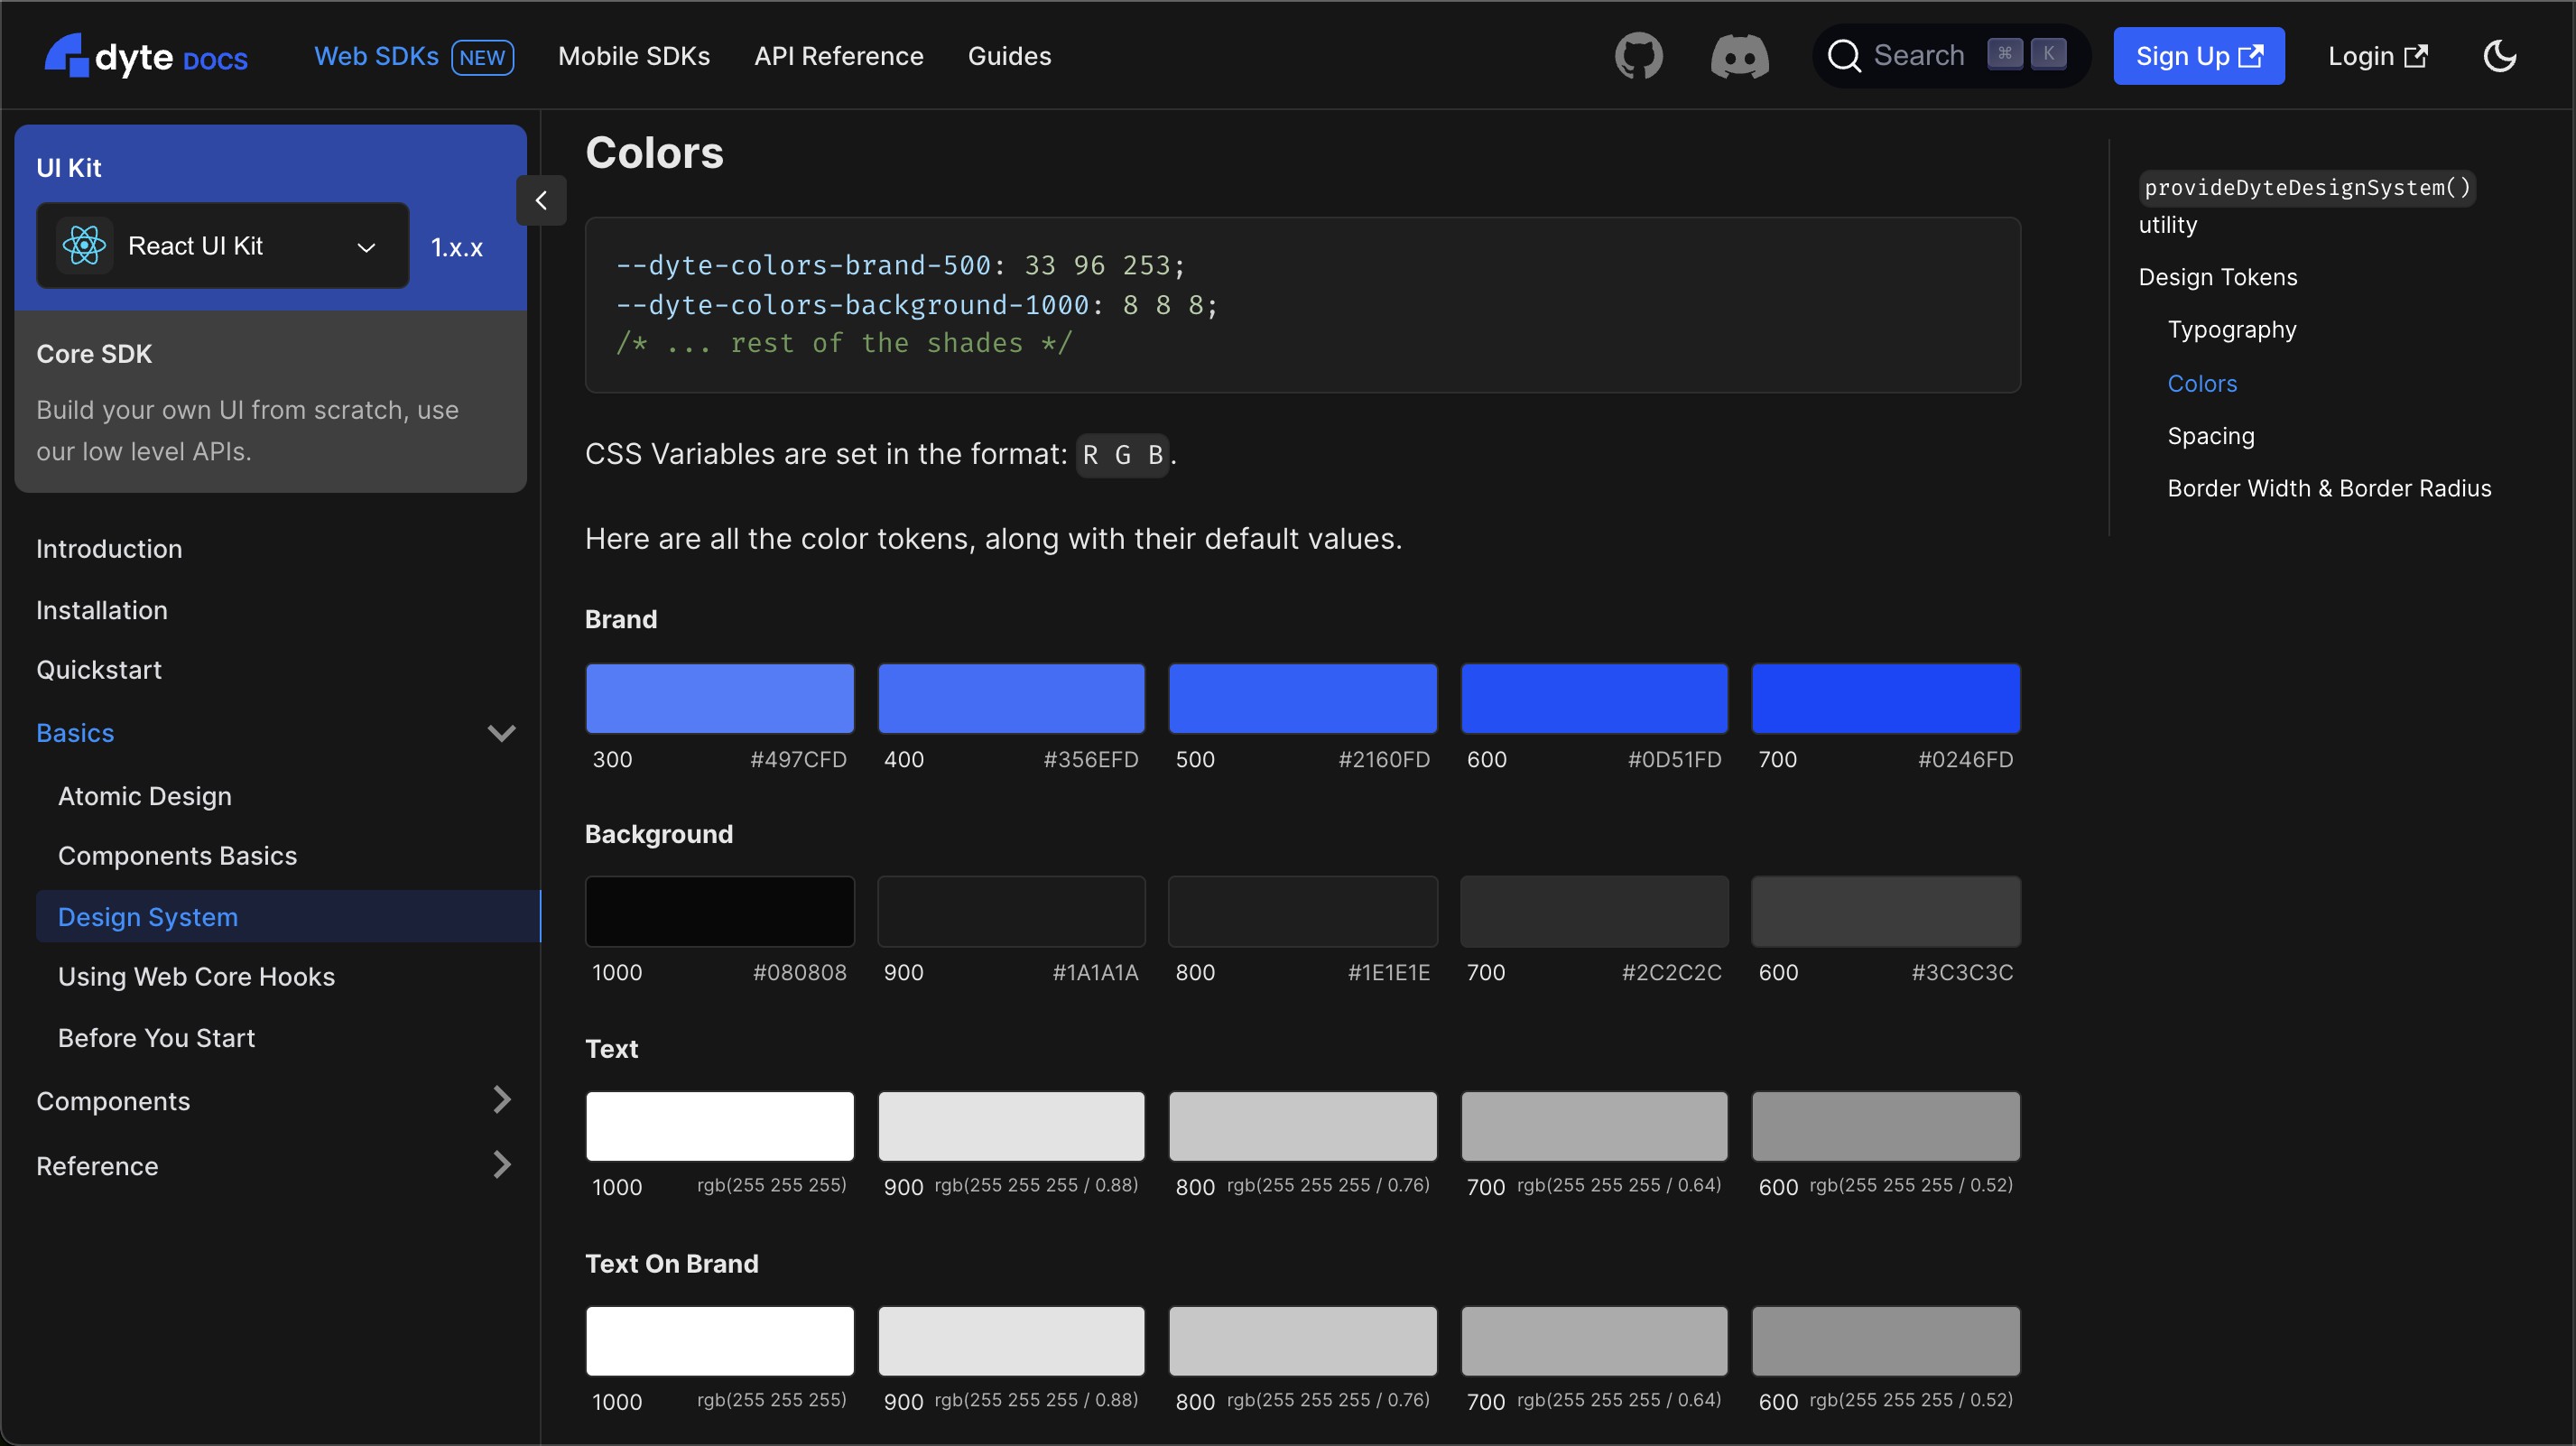 dyte DOCS
Web SDKs NEW
Mobile SDKs
API Reference
Guides
Search ⌘ K
Sign Up
Login
UI Kit
React UI Kit
1.x.x
Core SDK
Build your own UI from scratch, use
our low level APIs.
Introduction
Installation
Quickstart
Basics
Atomic Design
Components Basics
Design System
Using Web Core Hooks
Before You Start
Components
Reference
Colors
--dyte-colors-brand-500: 33 96 253;
--dyte-colors-background-1000: 8 8 8;
/* ... rest of the shades */
CSS Variables are set in the format: R G B.
Here are all the color tokens, along with their default values.
Brand
300 #497CFD 400 #356EFD 500 #2160FD 600 #0D51FD 700 #0246FD
Background
1000 #080808 900 #1A1A1A 800 #1E1E1E 700 #2C2C2C 600 #3C3C3C
Text
1000 rgb(255 255 255) 900 rgb(255 255 255 / 0.88) 800 rgb(255 255 255 / 0.76) 700 rgb(255 255 255 / 0.64) 600 rgb(255 255 255 / 0.52)
Text On Brand
1000 rgb(255 255 255) 900 rgb(255 255 255 / 0.88) 800 rgb(255 255 255 / 0.76) 700 rgb(255 255 255 / 0.64) 600 rgb(255 255 255 / 0.52)
provideDyteDesignSystem()
utility
Design Tokens
Typography
Colors
Spacing
Border Width & Border Radius